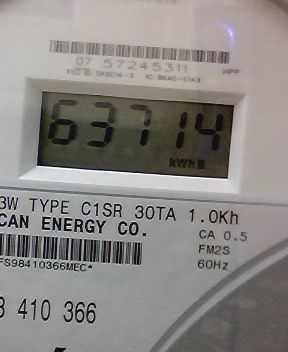 07 57245311
HPP
63714
kWh
3W TYPE C1SR 30TA 1.0Kh
CAN ENERGY CO.
CA 0.5
FM2S
60Hz
FS98410366MEC*
3 410 366